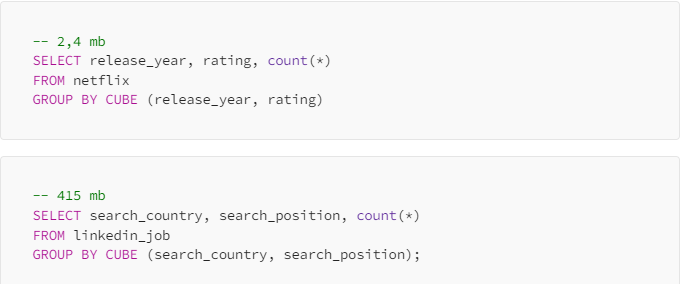 -- 2,4 mb
SELECT release_year, rating, count(*)
FROM netflix
GROUP BY CUBE (release_year, rating)
-- 415 mb
SELECT search_country, search_position, count(*)
FROM linkedin_job
GROUP BY CUBE (search_country, search_position);